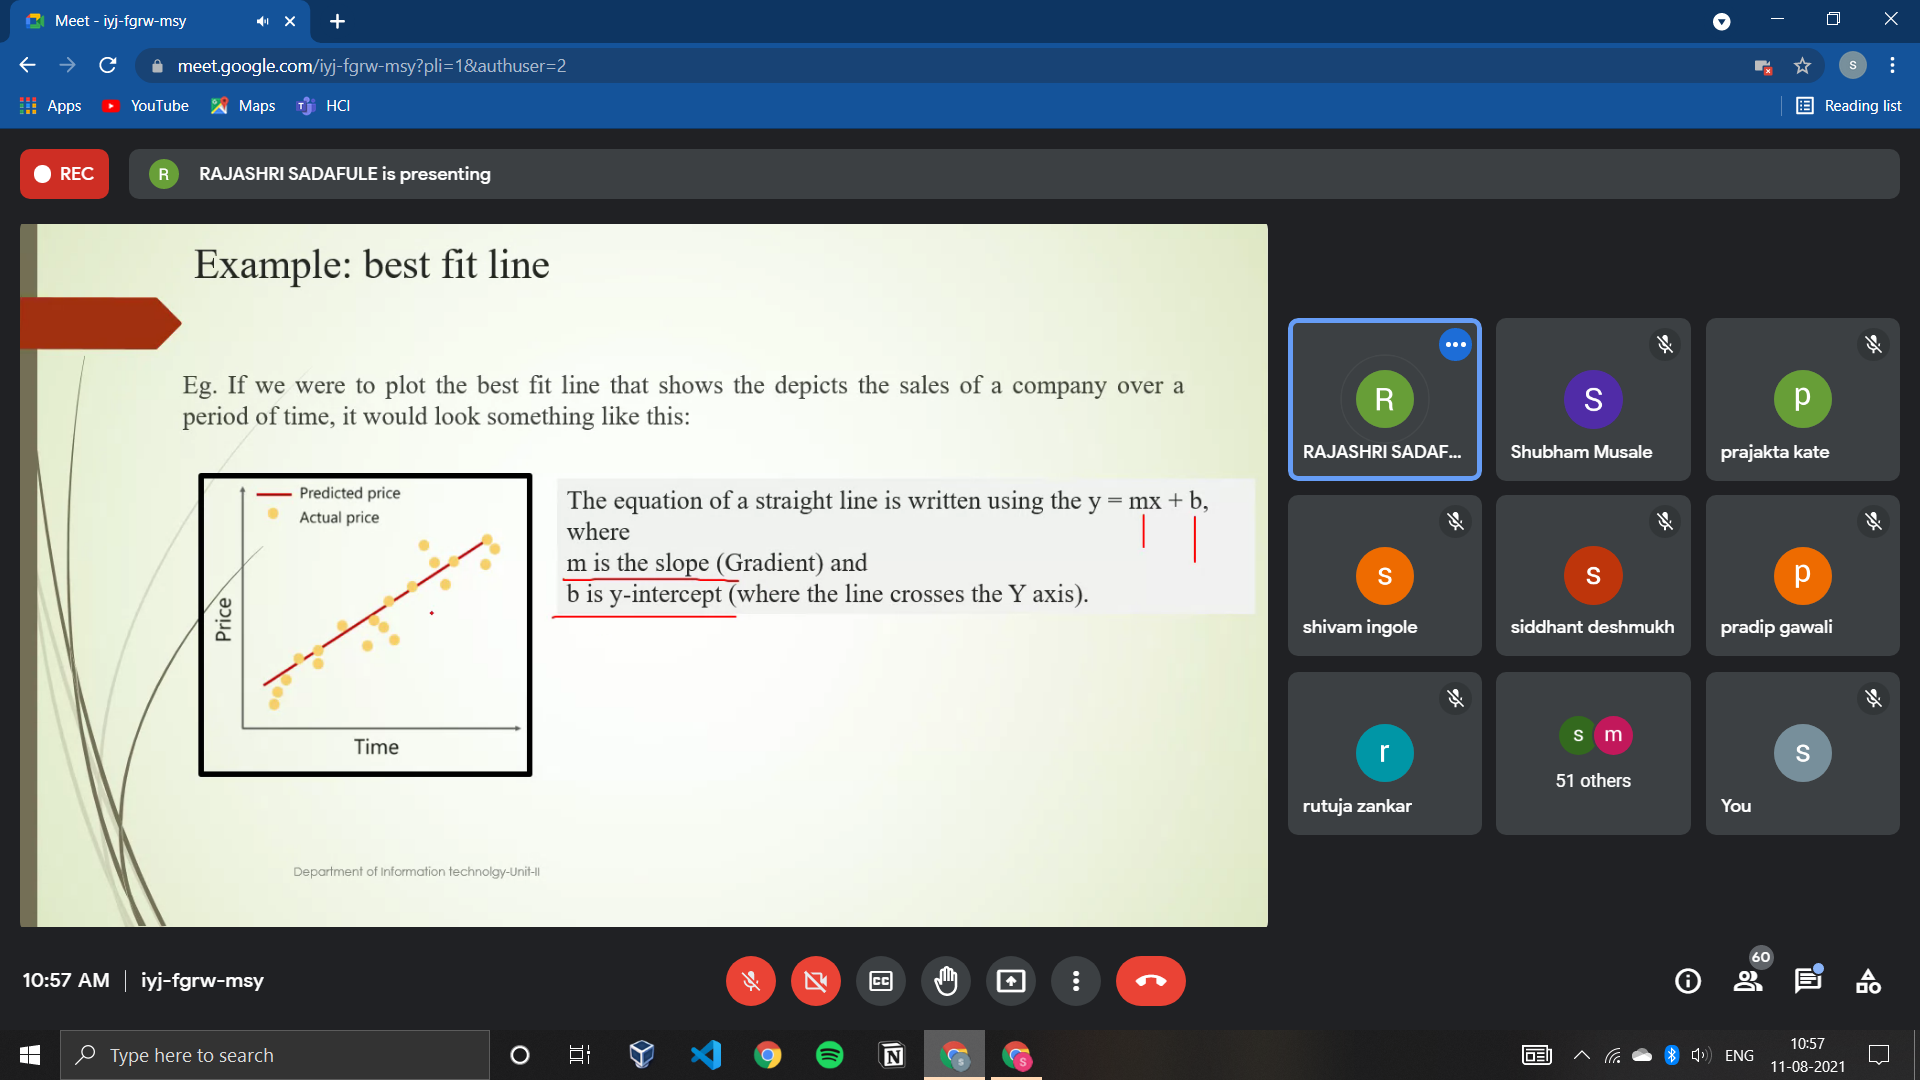 Meet - iyj-fgrw-msy
meet.google.com/iyj-fgrw-msy?pli=1&authuser=2
S
Apps
YouTube
Maps
HCI
Reading list
REC
R
RAJASHRI SADAFULE is presenting
Example: best fit line
Eg. If we were to plot the best fit line that shows the depicts the sales of a company over a
period of time, it would look something like this:
Predicted price
Actual price
Price
Time
The equation of a straight line is written using the y = mx + b,
where
m is the slope (Gradient) and
b is y-intercept (where the line crosses the Y axis).
Department of Information technolgy-Unit-II
R
RAJASHRI SADAF...
S
Shubham Musale
p
prajakta kate
s
shivam ingole
s
siddhant deshmukh
p
pradip gawali
r
rutuja zankar
s m
51 others
s
You
10:57 AM | iyj-fgrw-msy
CC
60
Type here to search
ENG
10:57
11-08-2021